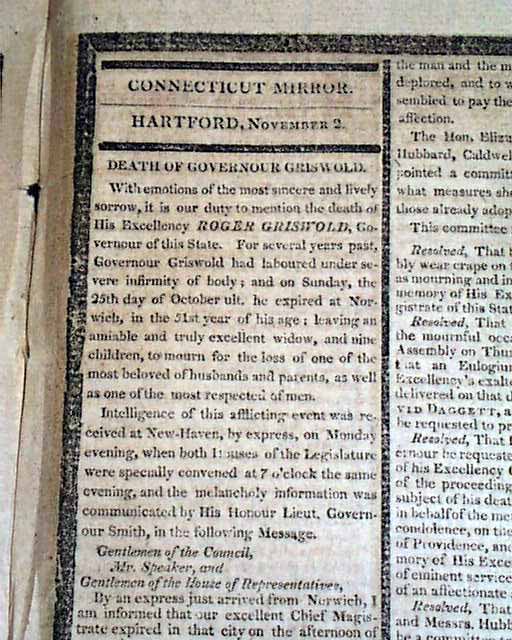 CONNECTICUT MIRROR.
HARTFORD, NOVEMBER 2.
DEATH OF GOVERNOUR GRISWOLD.
With emotions of the most sincere and lively
sorrow, it is our duty to mention the death of
His Excellency ROGER GRISWOLD, Go-
vernour of this State. For several years past,
Governour Griswold had laboured under se-
vere infirmity of body; and on Sunday, the
25th day of October ult. he expired at Nor-
wich, in the 51st year of his age; leaving an
amiable and truly excellent widow, and nine
children, to mourn for the loss of one of the
most beloved of husbands and parents, as well
as one of the most respected of men.
Intelligence of this afflicting event was re-
ceived at New-Haven, by express, on Monday
evening, when both Houses of the Legislature
were specially convened at 7 o'clock the same
evening, and the melancholy information was
communicated by His Honour Lieut. Govern-
our Smith, in the following Message.
Gentlemen of the Council,
Mr. Speaker, and
Gentlemen of the House of Representatives,
By an express just arrived from Norwich, I
am informed that our excellent Chief Magis-
trate expired in that city on the afternoon of
the man and the m
deplored, and to w
sembled to pay the
affection.
The Hon. Eliz
Hubbard, Caldwel
pointed a committ
what measures sh
those already adop
This committee
Resolved, That
bly wear crape on
as mourning and in
memory of His Ex
gistrate of this Stat
Resolved, That
the mournful occa
Assembly on Thu
that an Eulogiu
Excellency's exalte
delivered on that d
VID DAGGETT, a
be requested to pr
Resolved, That
ernour be requeste
of his Excellency
of the proceeding
subject of his deat
in behalf of the me
condolence, on the
of Providence, an
mory of His Exce
of eminent service
of an affectionate
Resolved, That
and Messrs. Hubb